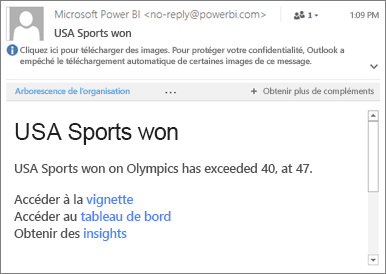 Microsoft Power BI <no-reply@powerbi.com>
1
1:09 PM
USA Sports won
Cliquez ici pour télécharger des images. Pour protéger votre confidentialité, Outlook a
empêché le téléchargement automatique de certaines images de ce message.
Arborescence de l'organisation
...
+ Obtenir plus de compléments
USA Sports won
USA Sports won on Olympics has exceeded 40, at 47.
Accéder à la vignette
Accéder au tableau de bord
Obtenir des insights